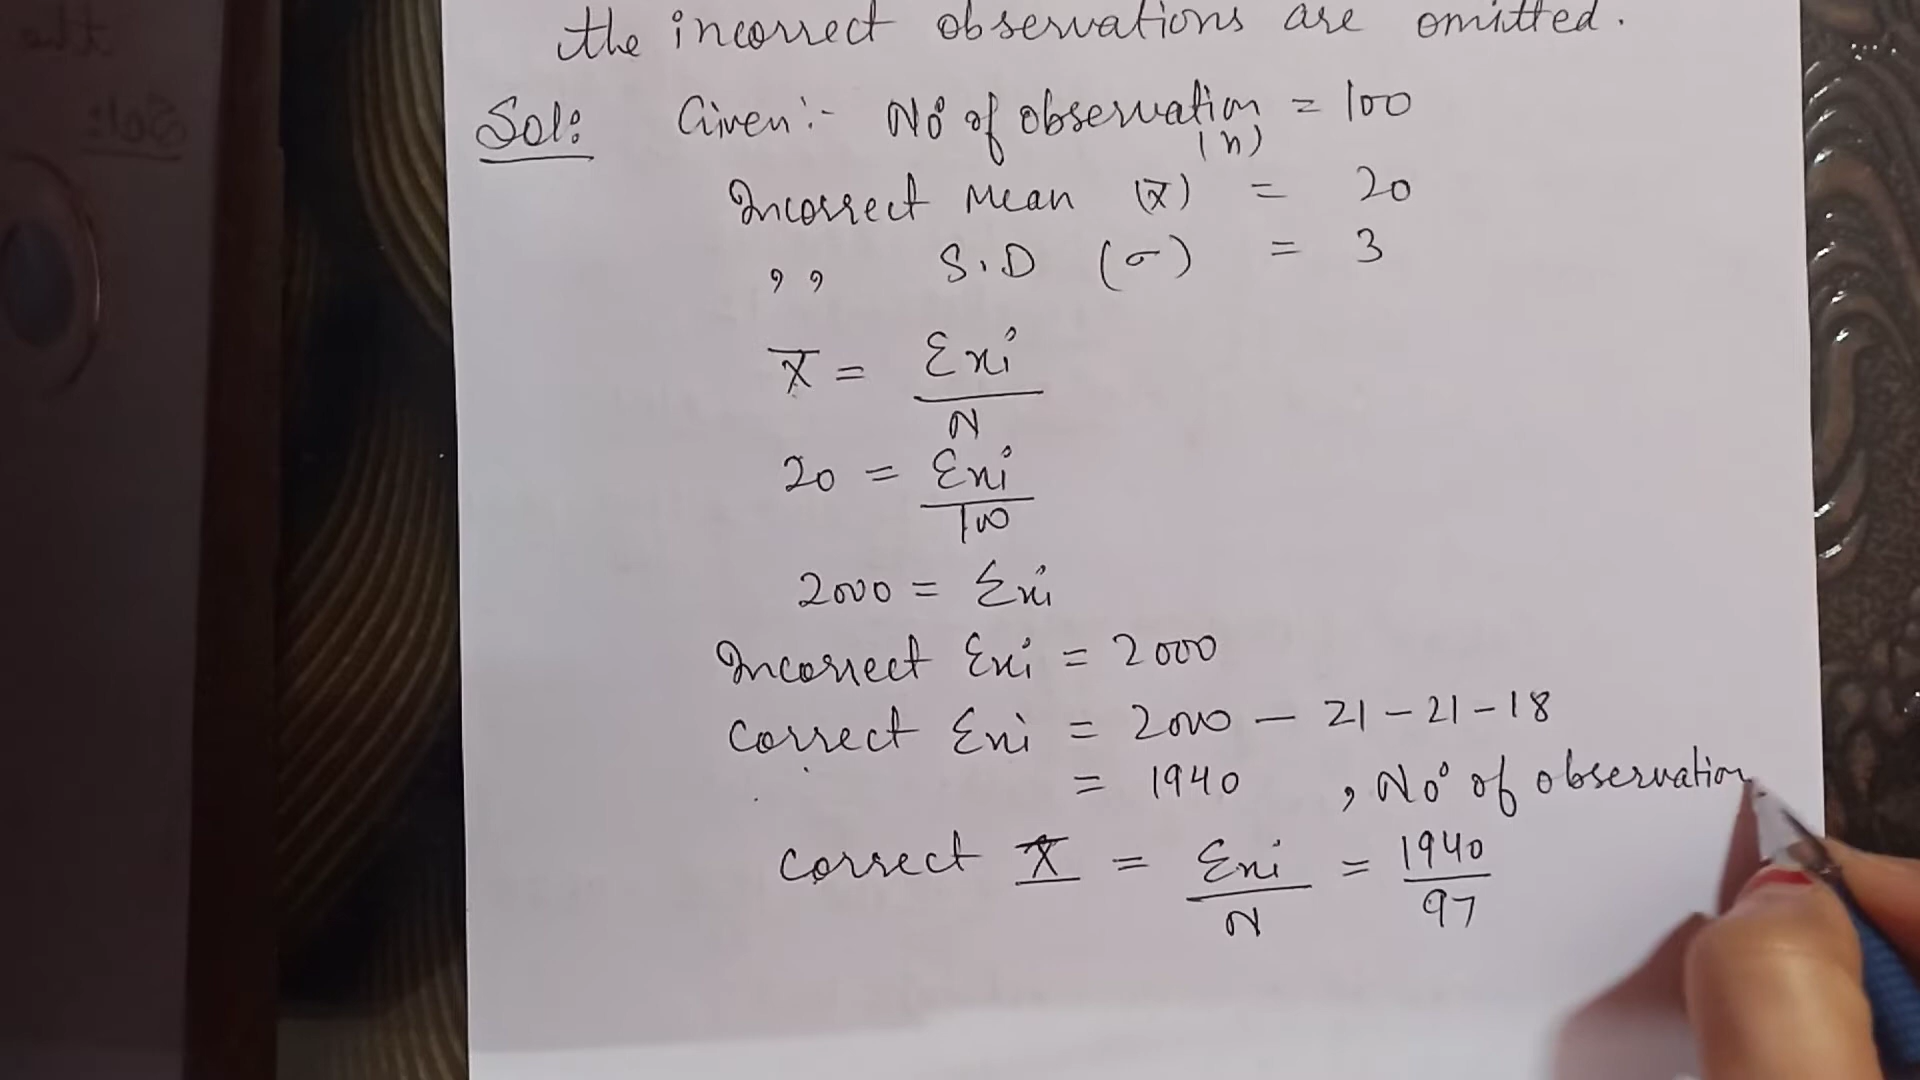 the incorrect observations are omitted.
Sol: Given:- No of observation = 100
(n)
Incorrect Mean (x̄) = 20
,, S.D (σ) = 3
X̄ = Σxi
N
20 = Σxi
100
2000 = Σxi
Incorrect Σxi = 2000
Correct Σxi = 2000 - 21 - 21 - 18
= 1940 , No of observation
Correct X̄ = Σxi = 1940
N 97